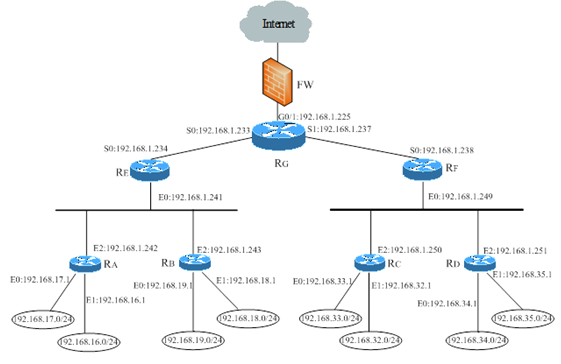 Internet
FW
G0/1:192.168.1.225
S0:192.168.1.233
S1:192.168.1.237
RG
S0:192.168.1.234
S0:192.168.1.238
RE
RF
E0:192.168.1.241
E0:192.168.1.249
E2:192.168.1.242
E2:192.168.1.243
E2:192.168.1.250
E2:192.168.1.251
RA
RB
RC
RD
E0:192.168.17.1
E0:192.168.19.1
E1:192.168.18.1
E0:192.168.33.1
E1:192.168.32.1
E1:192.168.35.1
E1:192.168.16.1
E0:192.168.34.1
192.168.17.0/24
192.168.18.0/24
192.168.33.0/24
192.168.35.0/24
192.168.16.0/24
192.168.19.0/24
192.168.32.0/24
192.168.34.0/24